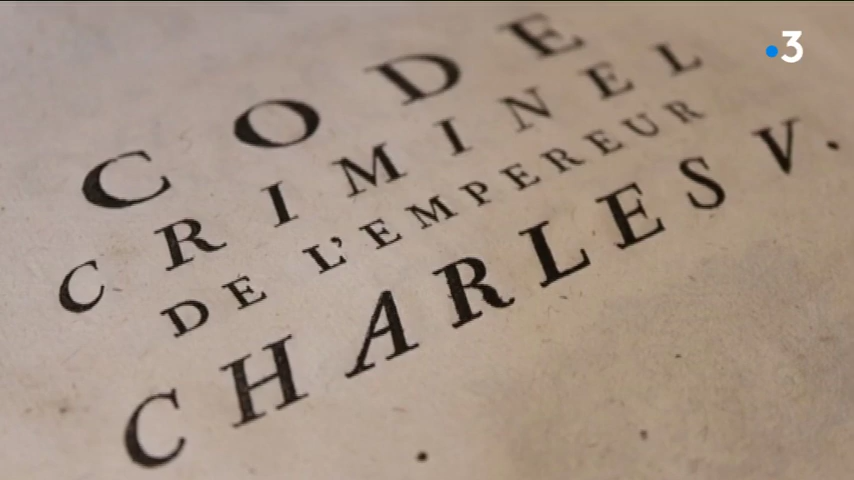 CODE
CRIMINEL
DE L'EMPEREUR
CHARLES V.
3